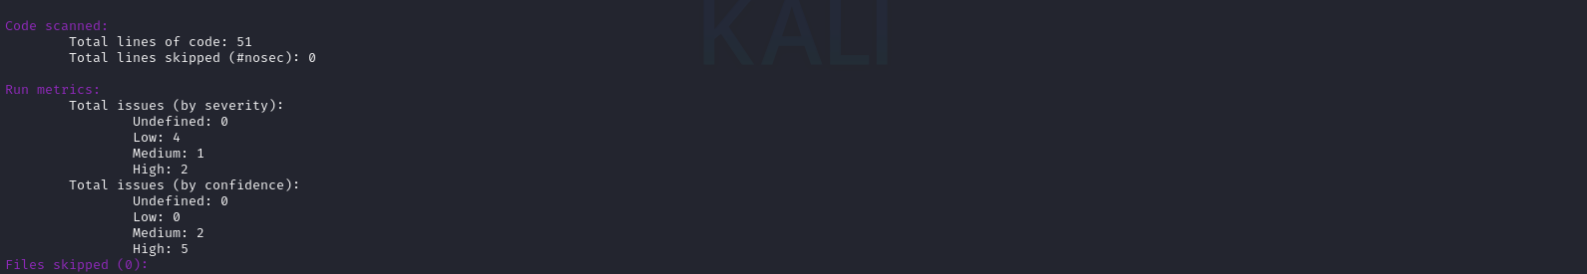 KALI
Code scanned:
Total lines of code: 51
Total lines skipped (#nosec): 0
Run metrics:
Total issues (by severity):
Undefined: 0
Low: 4
Medium: 1
High: 2
Total issues (by confidence):
Undefined: 0
Low: 0
Medium: 2
High: 5
Files skipped (0):